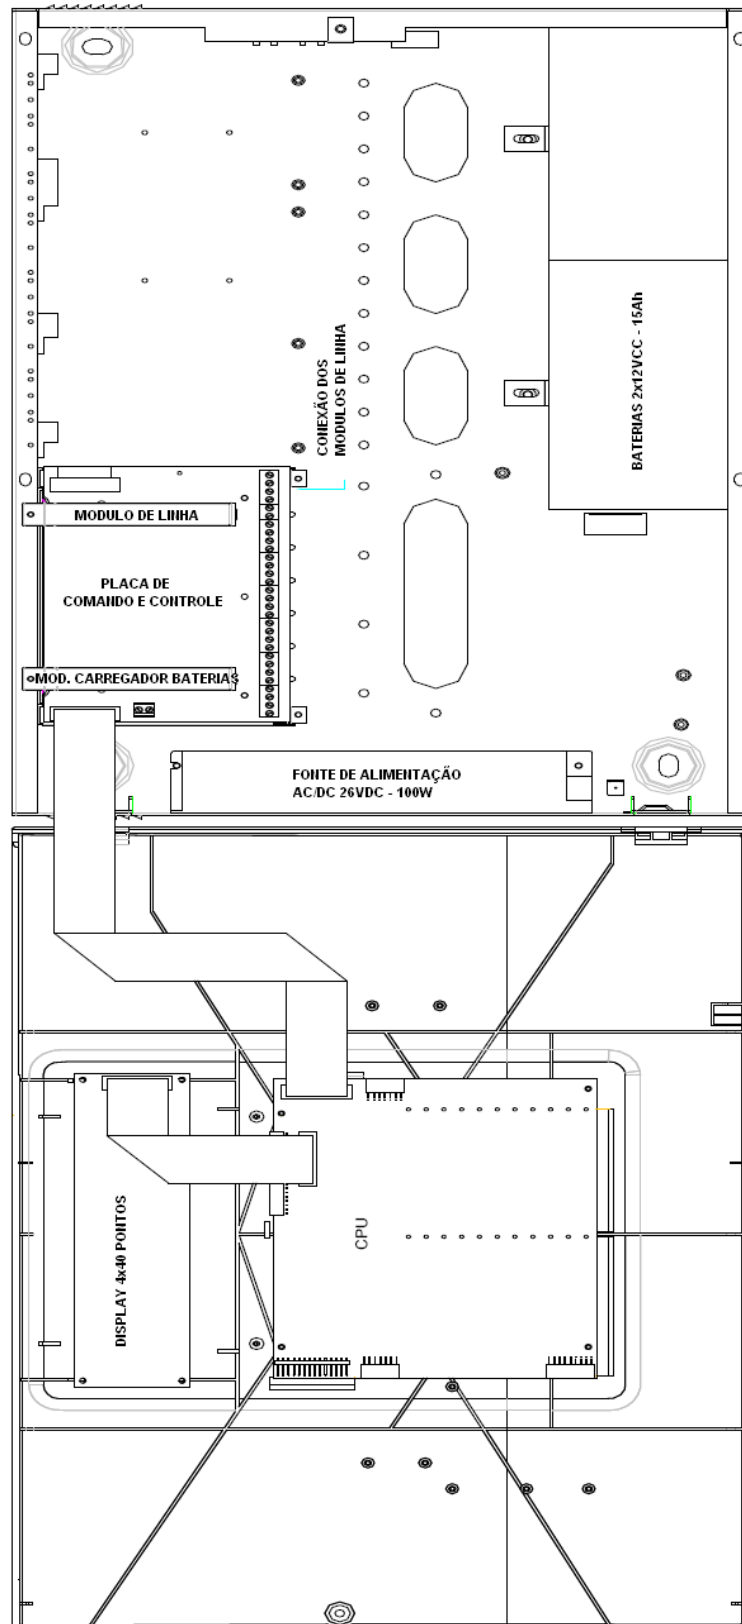 CONEXÃO DOS
MODULOS DE LINHA
BATERIAS 2x12VCC - 15Ah
MODULO DE LINHA
PLACA DE
COMANDO E CONTROLE
MOD. CARREGADOR BATERIAS
FONTE DE ALIMENTAÇÃO
AC/DC 26VDC - 100W
DISPLAY 4x40 PONTOS
CPU